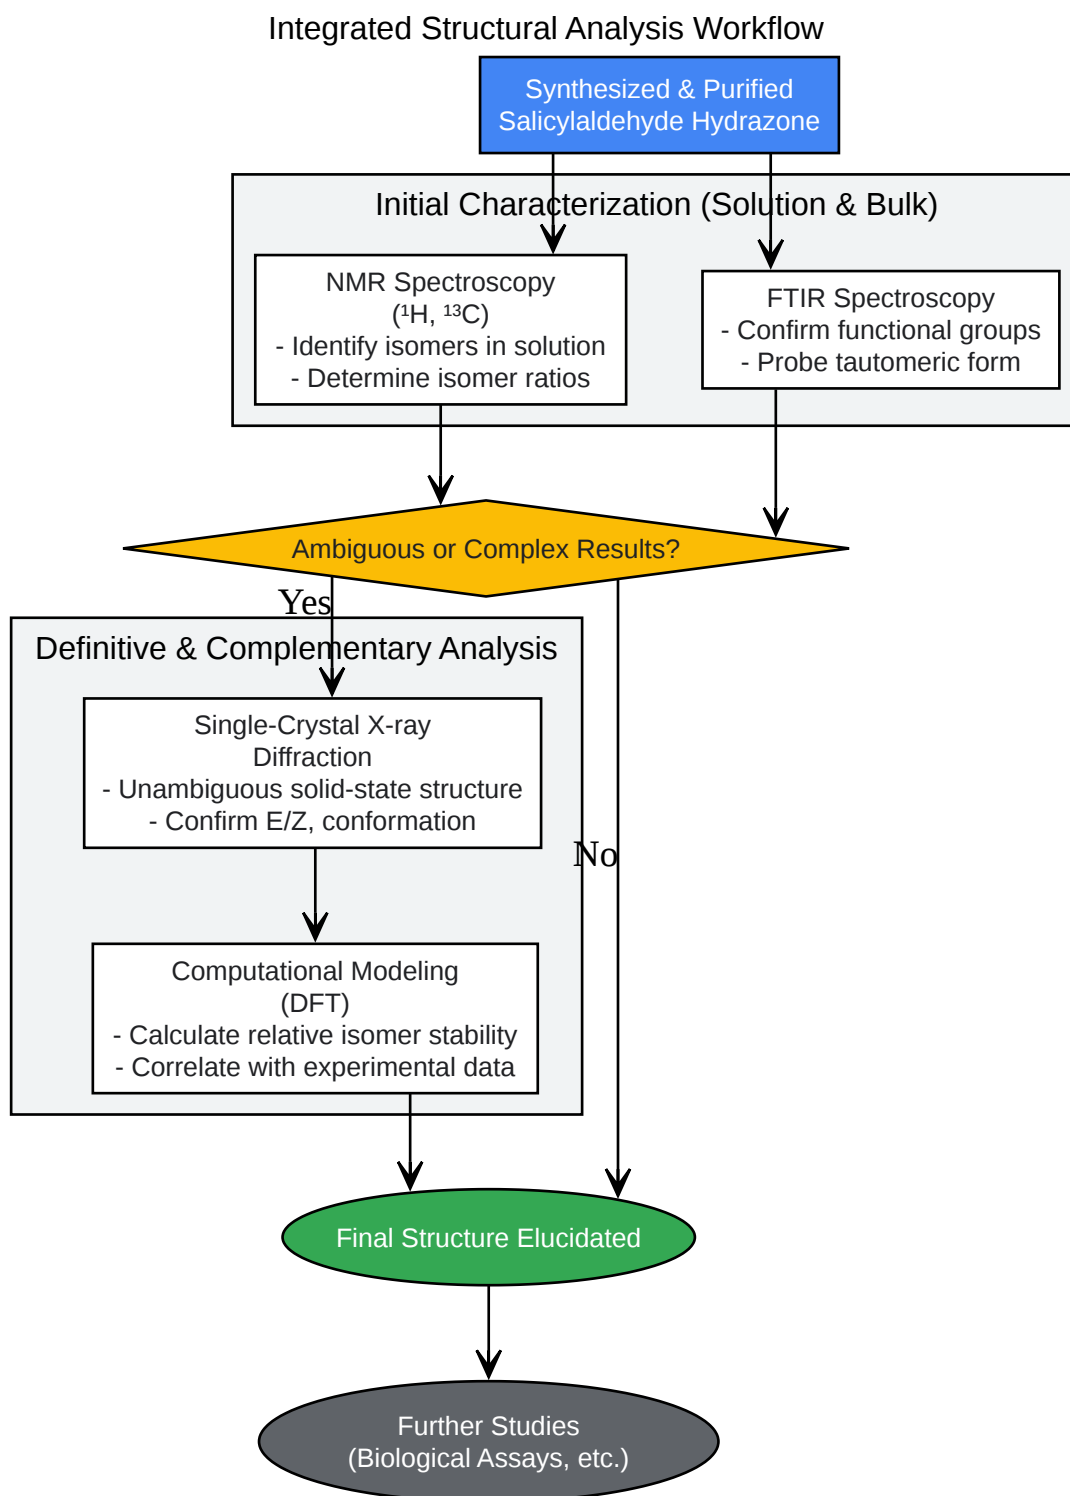 Integrated Structural Analysis Workflow
Synthesized & Purified
Salicylaldehyde Hydrazone
Initial Characterization (Solution & Bulk)
NMR Spectroscopy
(¹H, ¹³C)
- Identify isomers in solution
- Determine isomer ratios
FTIR Spectroscopy
- Confirm functional groups
- Probe tautomeric form
Ambiguous or Complex Results?
Yes
Definitive & Complementary Analysis
Single-Crystal X-ray
Diffraction
- Unambiguous solid-state structure
- Confirm E/Z, conformation
No
Computational Modeling
(DFT)
- Calculate relative isomer stability
- Correlate with experimental data
Final Structure Elucidated
Further Studies
(Biological Assays, etc.)